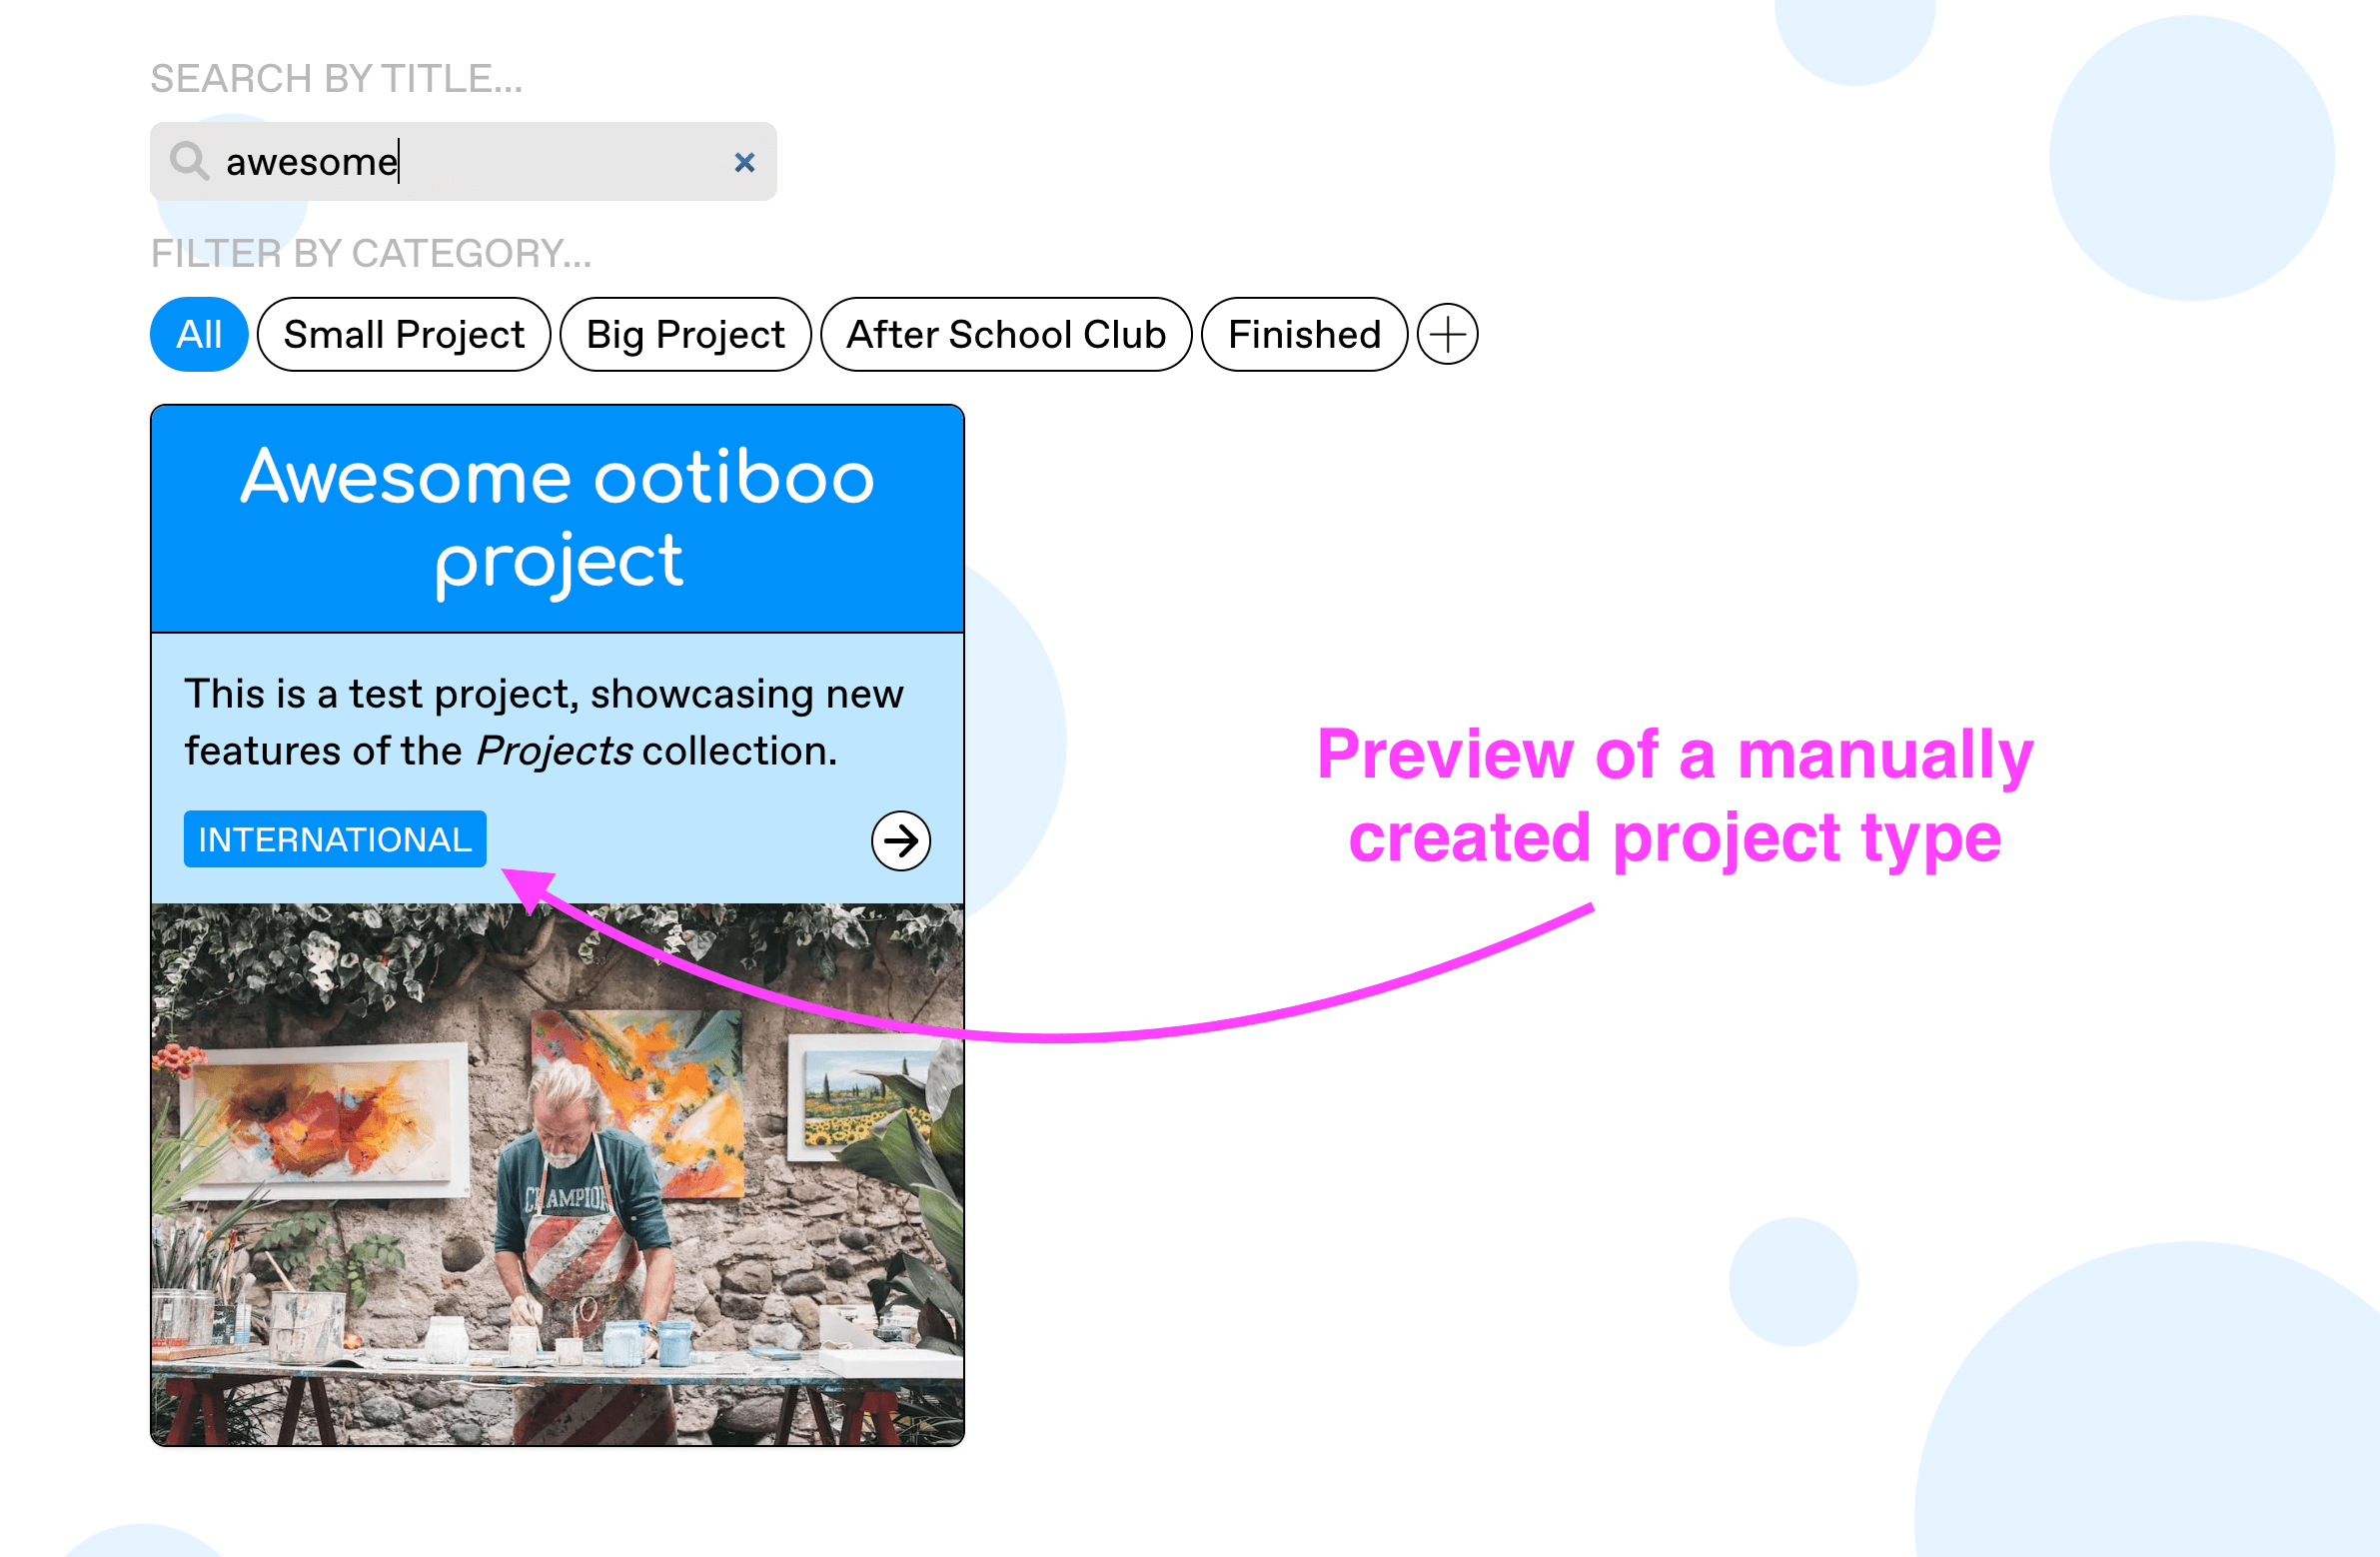 SEARCH BY TITLE...
awesome
FILTER BY CATEGORY...
All Small Project Big Project After School Club Finished
Awesome ootiboo
project
This is a test project, showcasing new
features of the Projects collection.
INTERNATIONAL
Preview of a manually
created project type
CHAMPION